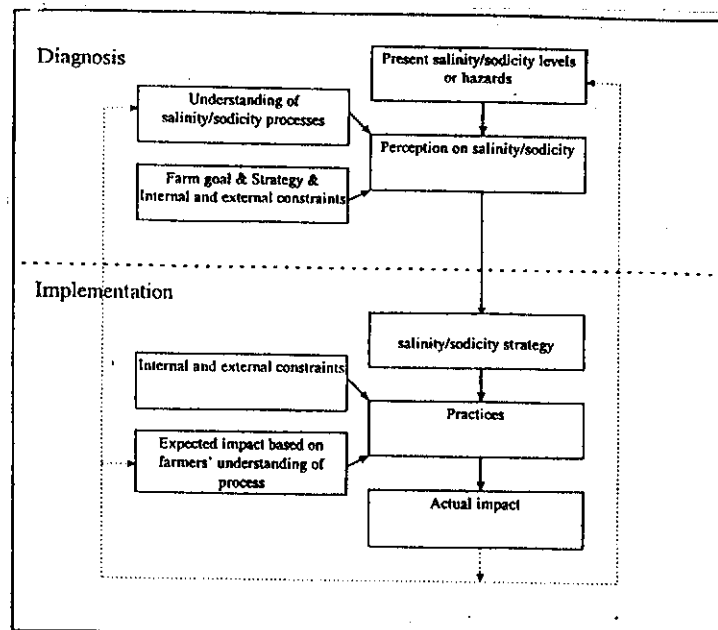 Diagnosis
Present salinity/sodicity levels
or hazards
Understanding of
salinity/sodicity processes
Perception on salinity/sodicity
Farm goal & Strategy &
Internal and external constraints
Implementation
salinity/sodicity strategy
Internal and external constraints
Practices
Expected impact based on
farmers' understanding of
process
Actual impact